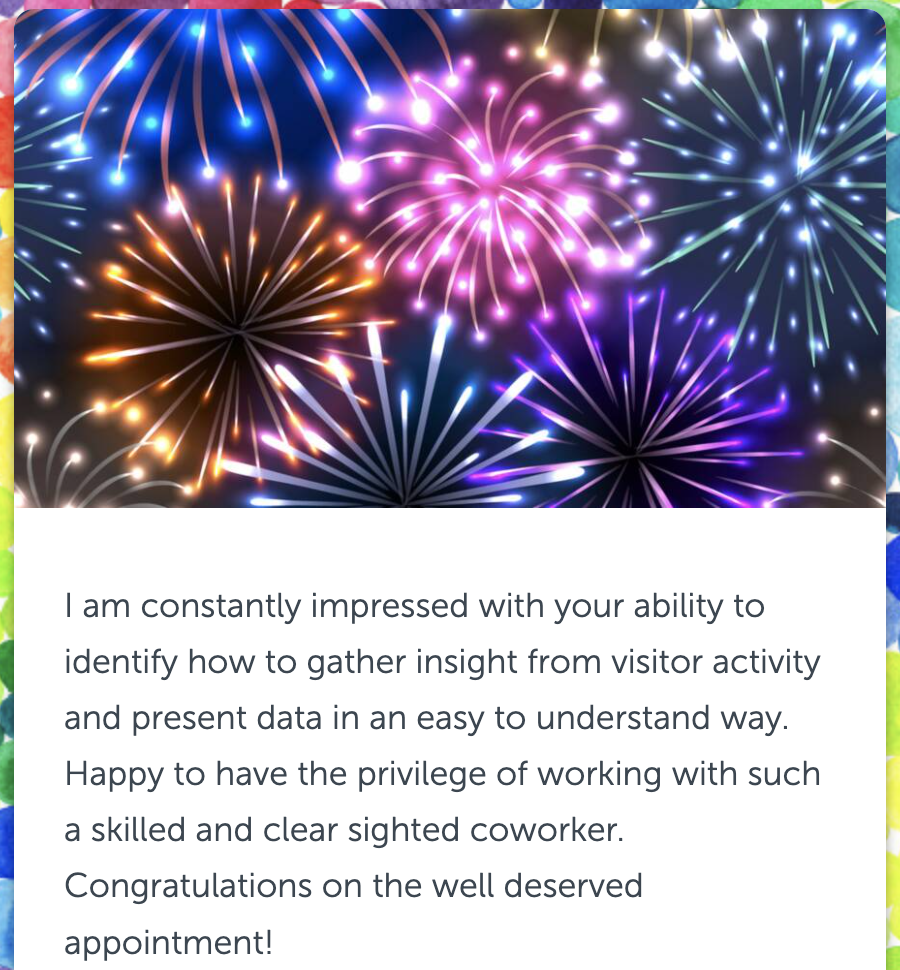 I am constantly impressed with your ability to
identify how to gather insight from visitor activity
and present data in an easy to understand way.
Happy to have the privilege of working with such
a skilled and clear sighted coworker.
Congratulations on the well deserved
appointment!